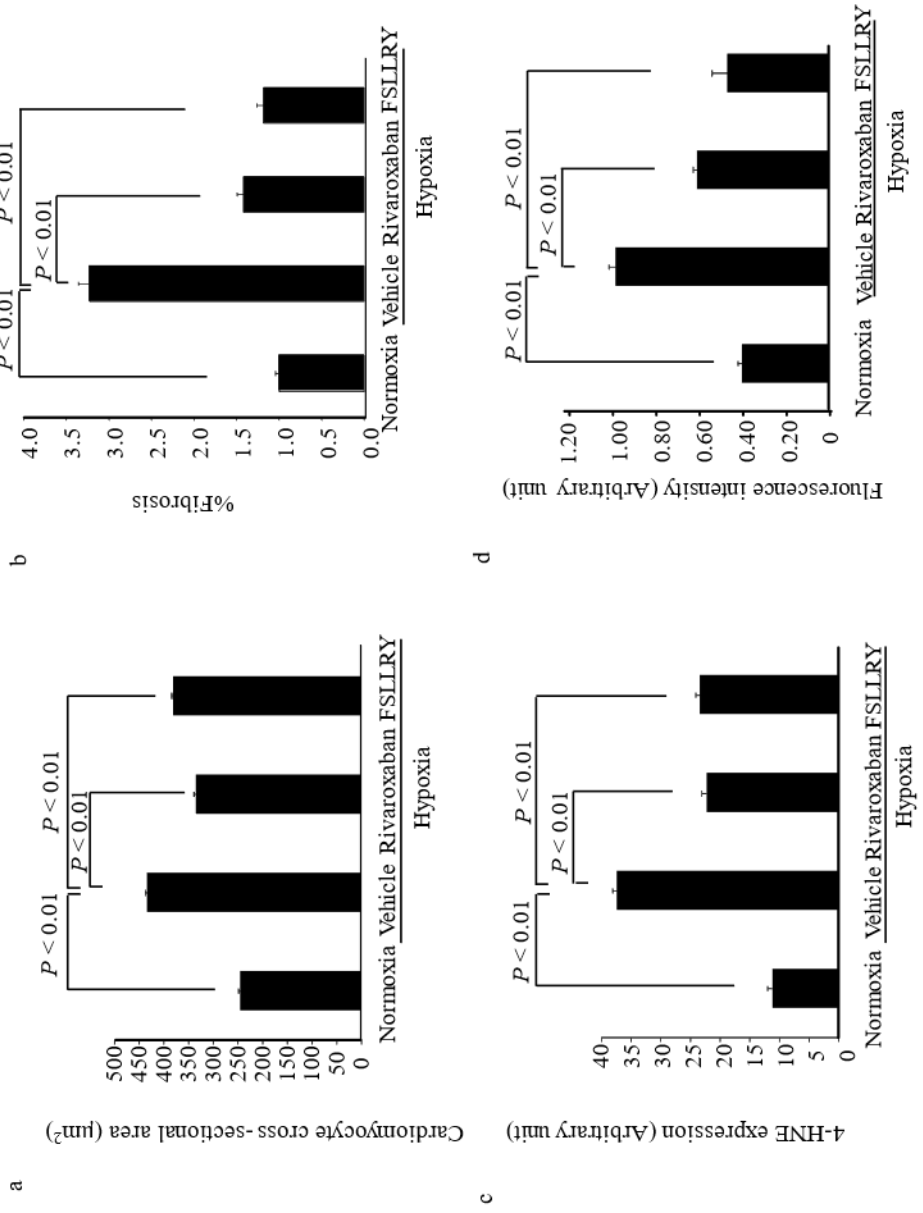 a
Cardiomyocyte cross-sectional area (µm²)
500
450
400
350
300
250
200
150
100
50
0
P < 0.01
P < 0.01
P < 0.01
Normoxia Vehicle Rivaroxaban FSLLRY
Hypoxia
b
%Fibrosis
4.0
3.5
3.0
2.5
2.0
1.5
1.0
0.5
0.0
P < 0.01
P < 0.01
P < 0.01
Normoxia Vehicle Rivaroxaban FSLLRY
Hypoxia
c
4-HNE expression (Arbitrary unit)
40
35
30
25
20
15
10
5
0
P < 0.01
P < 0.01
P < 0.01
Normoxia Vehicle Rivaroxaban FSLLRY
Hypoxia
d
Fluorescence intensity (Arbitrary unit)
1.20
1.00
0.80
0.60
0.40
0.20
0
P < 0.01
P < 0.01
P < 0.01
Normoxia Vehicle Rivaroxaban FSLLRY
Hypoxia